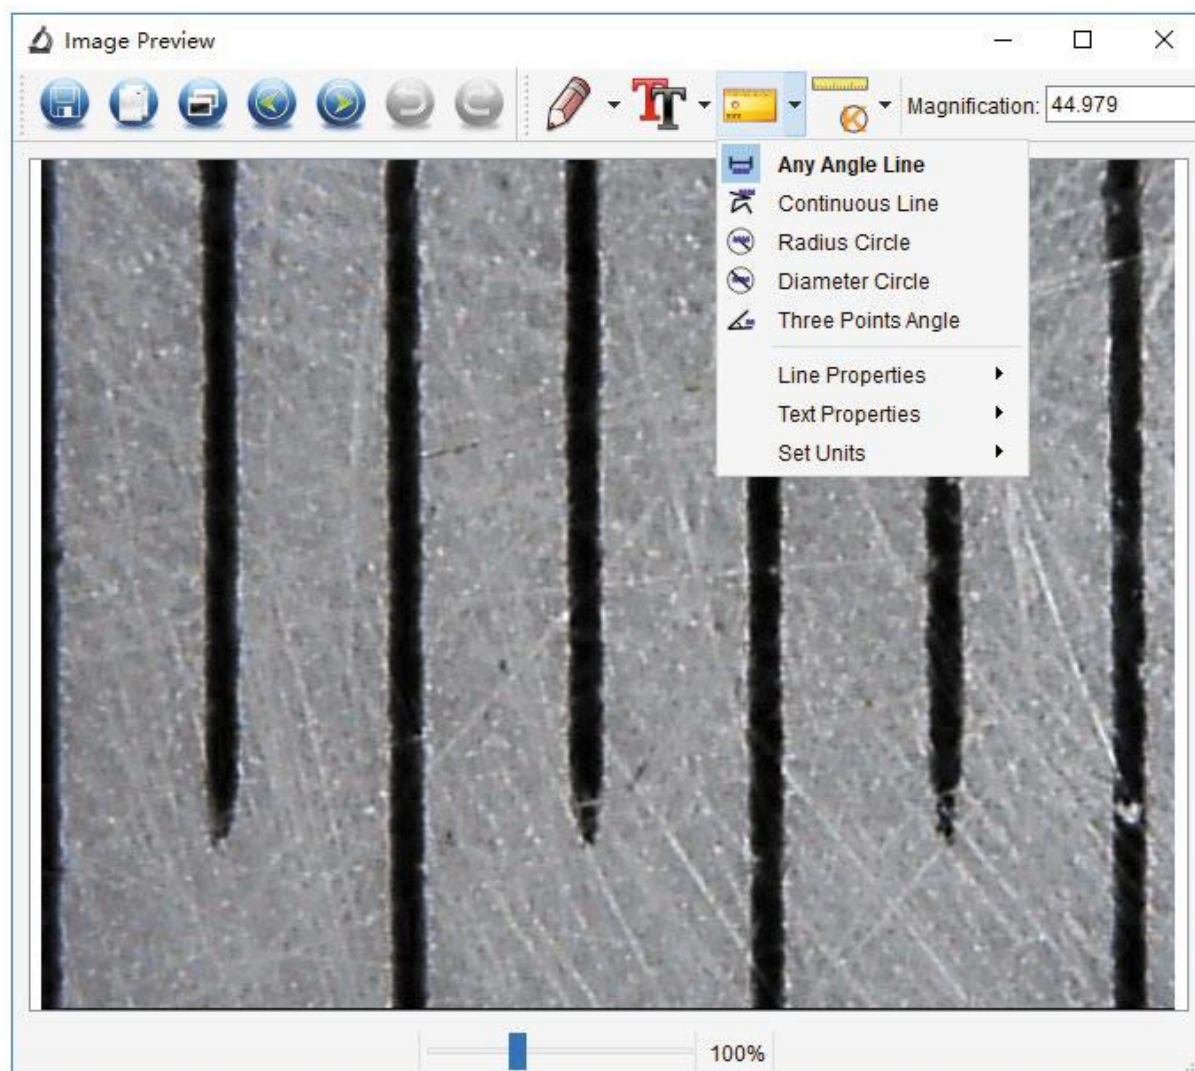 Image Preview
Magnification: 44.979
Any Angle Line
Continuous Line
Radius Circle
Diameter Circle
Three Points Angle
Line Properties
Text Properties
Set Units
100%